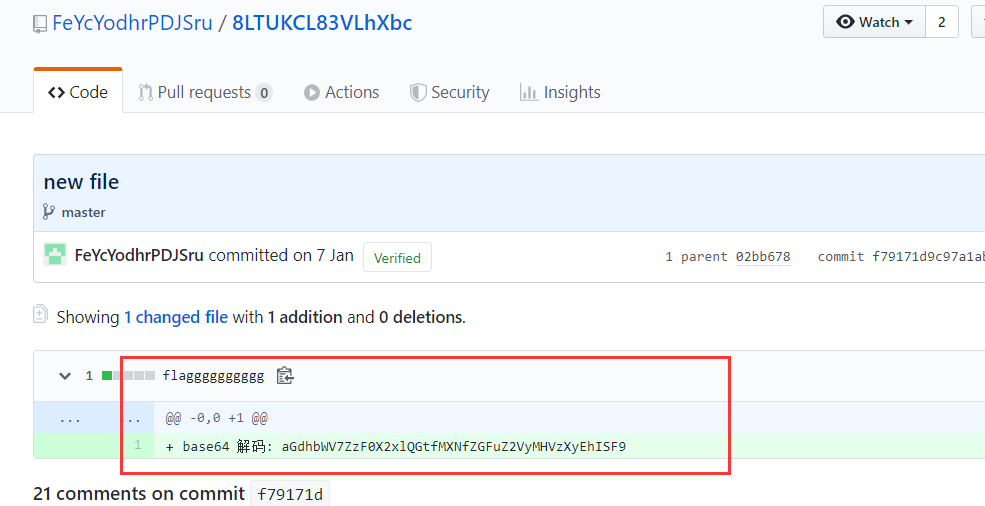 FeYcYodhrPDJSru / 8LTUKCL83VLhXbc
Watch 2
Code Pull requests 0 Actions Security Insights
new file
master
FeYcYodhrPDJSru committed on 7 Jan Verified 1 parent 02bb678 commit f79171d9c97a1ab
Showing 1 changed file with 1 addition and 0 deletions.
1 flagggggggggg
... .. @@ -0,0 +1 @@
1 + base64 解码: aGdhbWV7ZzF0X2xlQGtfMXNfZGFuZ2VyMHVzXyEhISF9
21 comments on commit f79171d